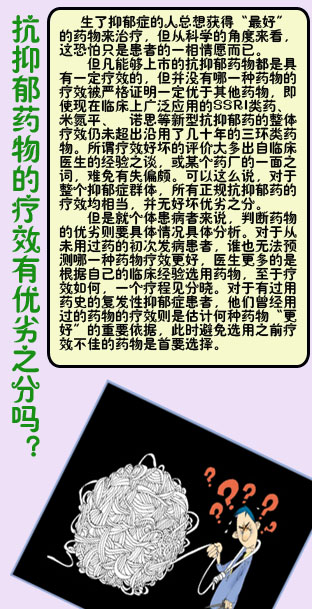 抗抑郁药物的疗效有优劣之分吗？
生了抑郁症的人总想获得“最好”
的药物来治疗，但从科学的角度来看，
这恐怕只是患者的一相情愿而已。
但凡能够上市的抗抑郁药物都是具
有一定疗效的，但并没有哪一种药物的
疗效被严格证明一定优于其他药物，即
使现在临床上广泛应用的SSRI类药、
米氮平、 诺思等新型抗抑郁药的整体
疗效仍未超出沿用了几十年的三环类药
物。所谓疗效好坏的评价大多出自临床
医生的经验之谈，或某个药厂的一面之
词，难免有失偏颇。可以这么说，对于
整个抑郁症群体，所有正规抗抑郁药的
疗效均相当，并无好坏优劣之分。
但是就个体患病者来说，判断药物
的优劣则要具体情况具体分析。对于从
未用过药的初次发病患者，谁也无法预
测哪一种药物疗效更好，医生更多的是
根据自己的临床经验选用药物，至于疗
效如何，一个疗程见分晓。对于有过用
药史的复发性抑郁症患者，他们曾经用
过的药物的疗效则是估计何种药物“更
好”的重要依据，此时避免选用之前疗
效不佳的药物是首要选择。